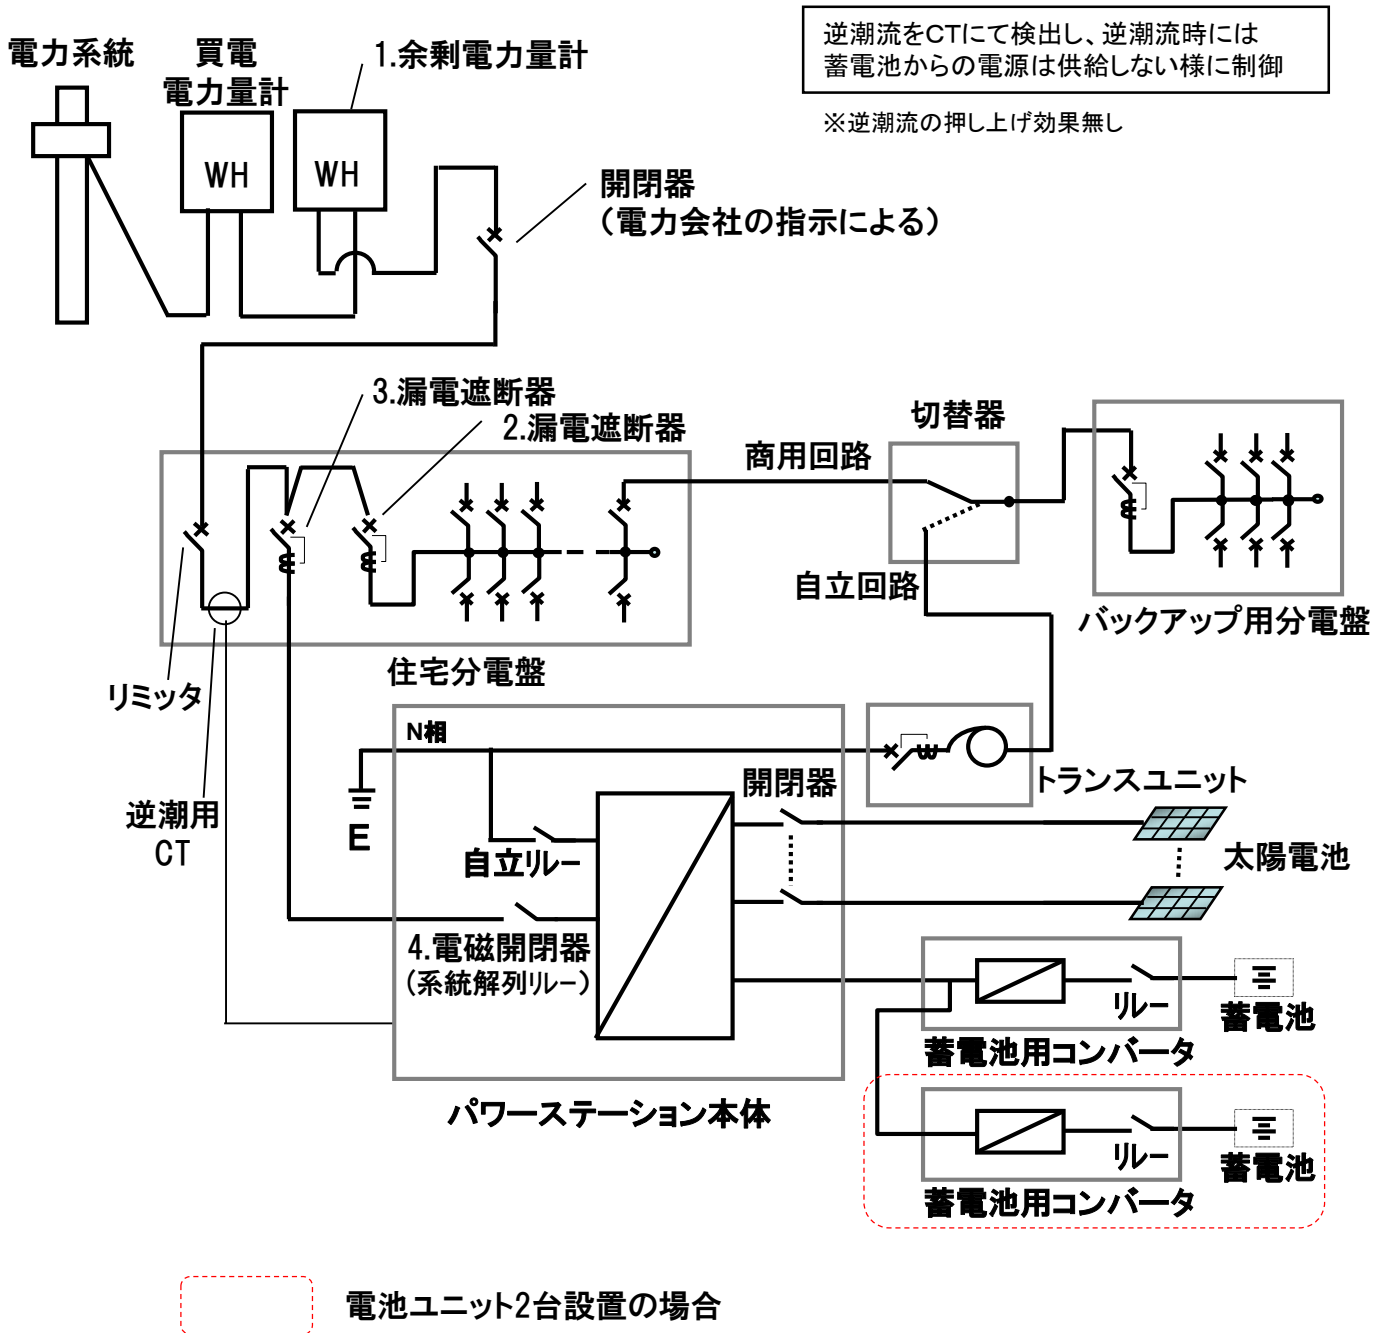 逆潮流をCTにて検出し、逆潮流時には
蓄電池からの電源は供給しない様に制御
※逆潮流の押し上げ効果無し
電力系統
買電
電力量計
1.余剰電力量計
WH
WH
開閉器
（電力会社の指示による）
3.漏電遮断器
2.漏電遮断器
商用回路
切替器
自立回路
バックアップ用分電盤
住宅分電盤
リミッタ
逆潮用
CT
N相
E
自立リレー
開閉器
トランスユニット
太陽電池
4.電磁開閉器
（系統解列リレー）
リレー
蓄電池
蓄電池用コンバータ
パワーステーション本体
リレー
蓄電池
蓄電池用コンバータ
電池ユニット2台設置の場合